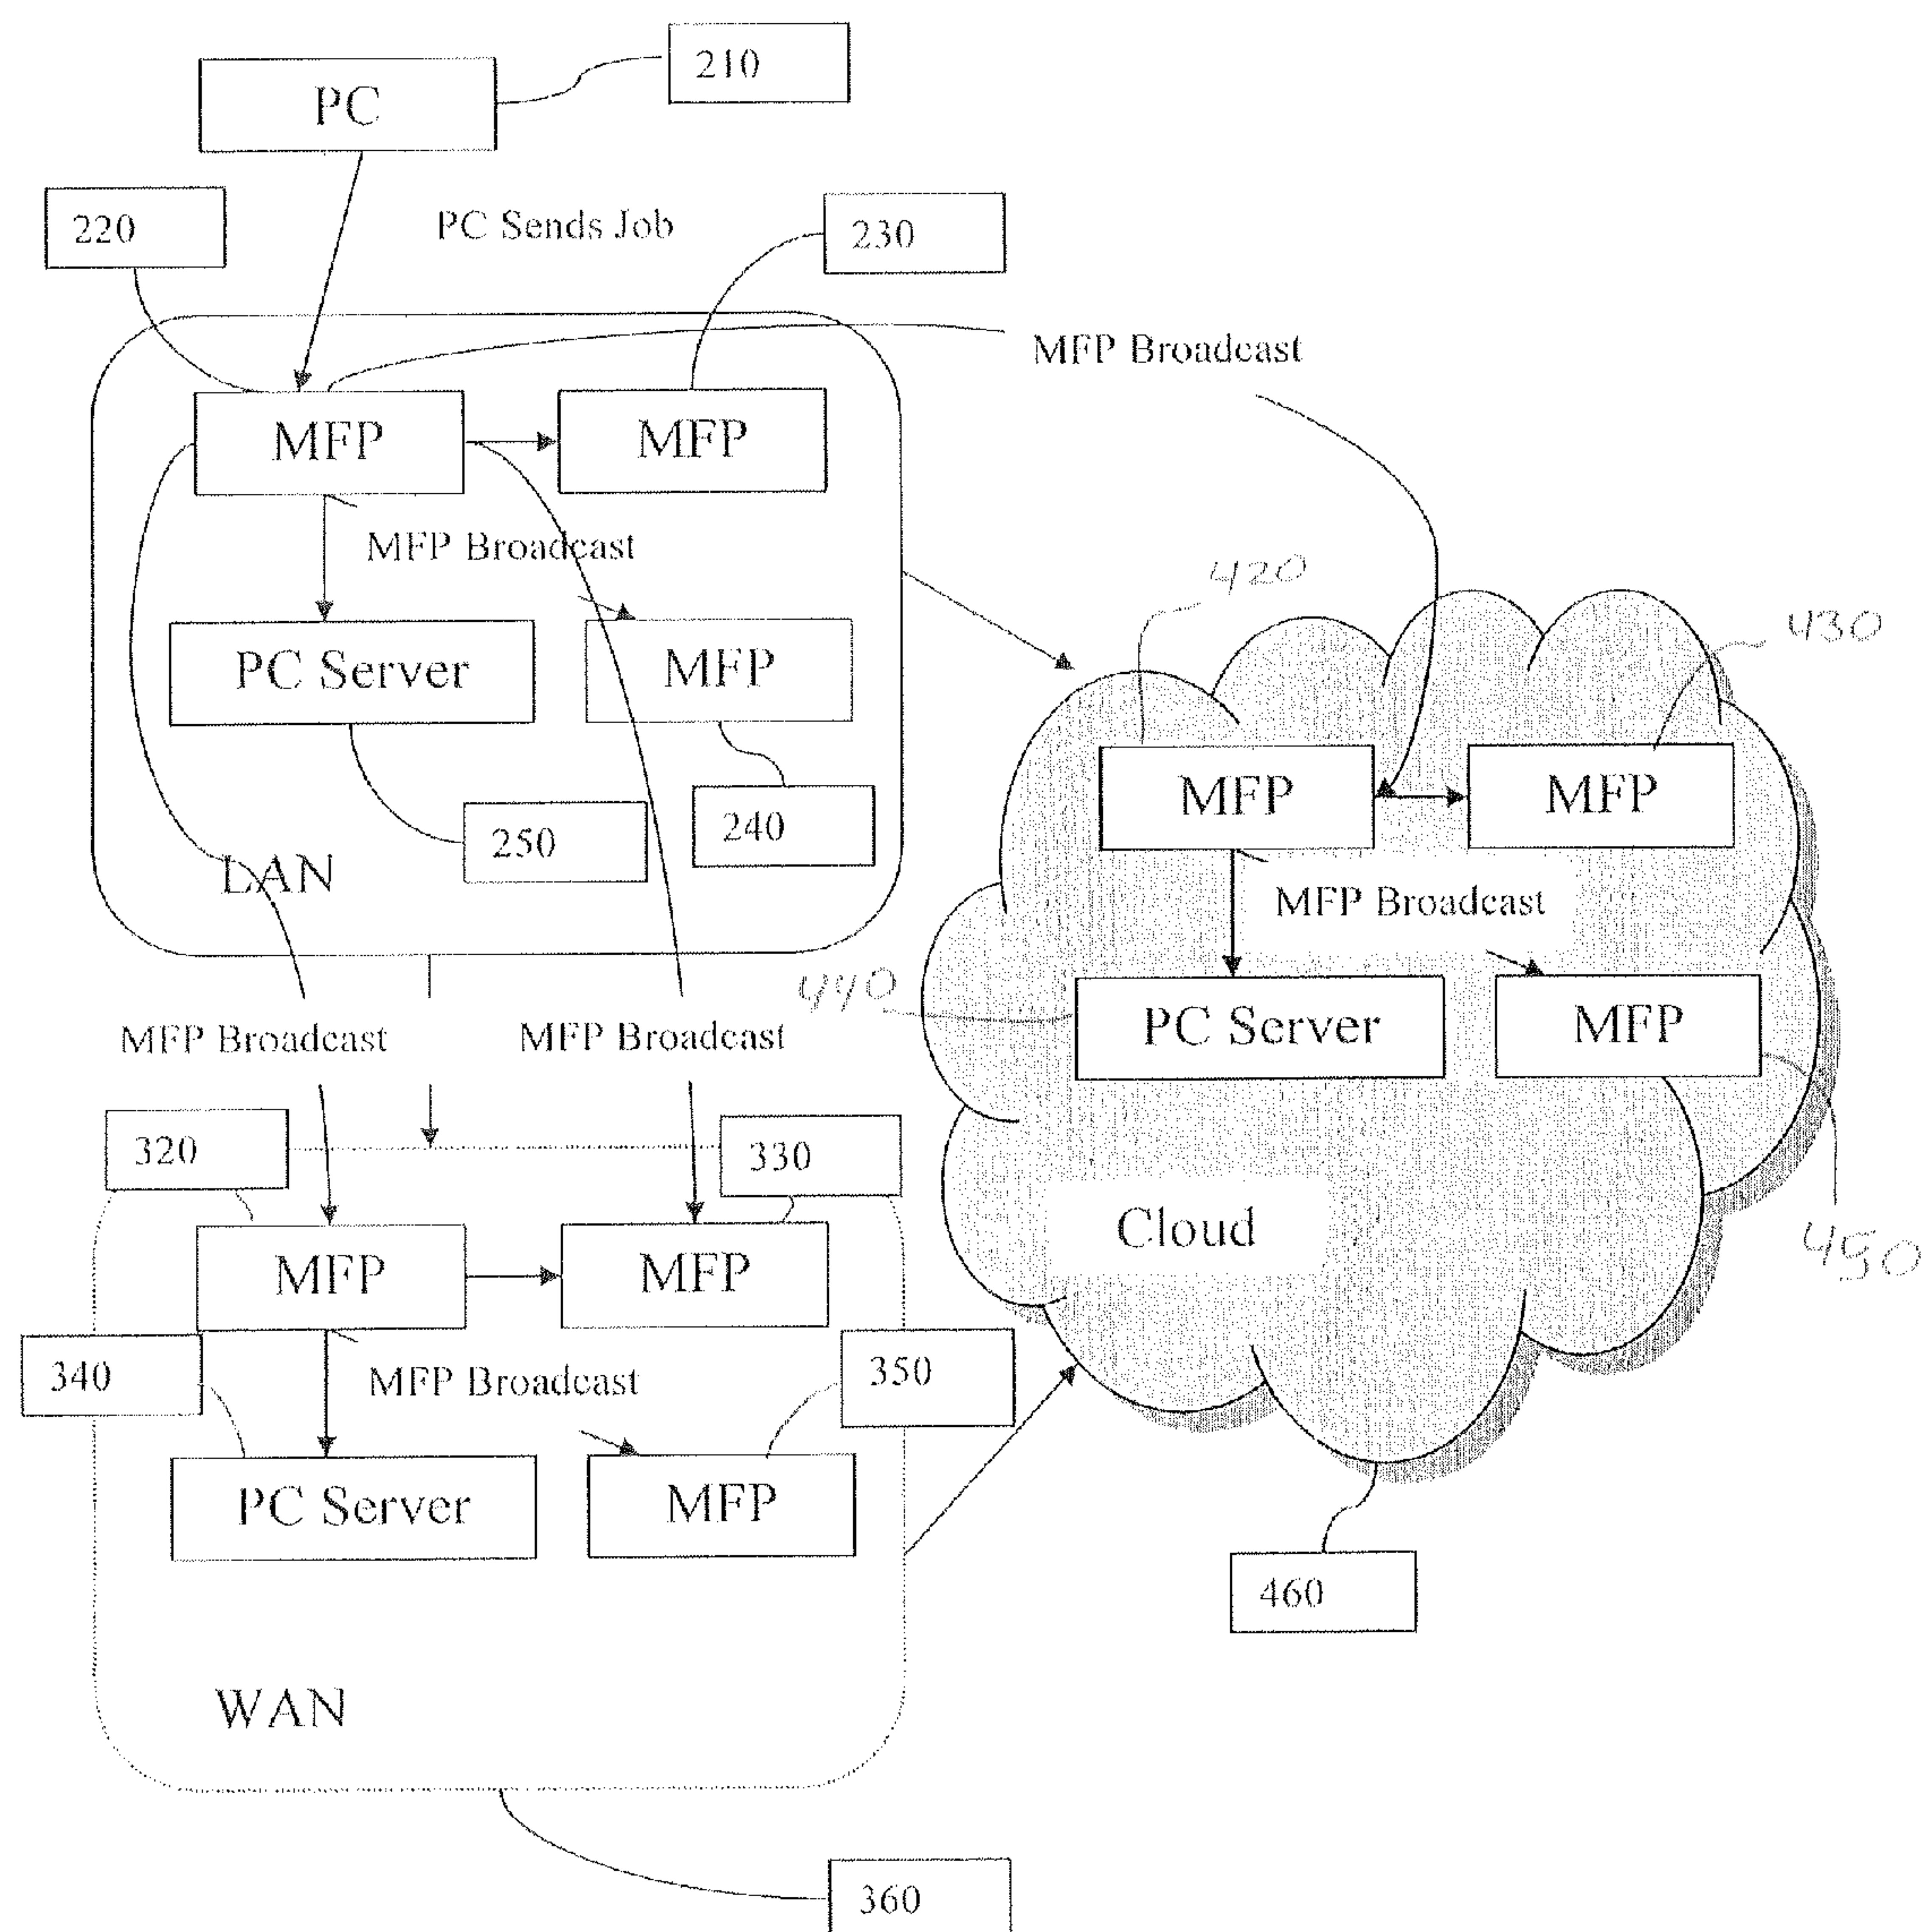 210
PC
220
PC Sends Job
230
MFP Broadcast
MFP
MFP
MFP Broadcast
420
430
PC Server
MFP
MFP
MFP
240
250
LAN
MFP Broadcast
440
MFP Broadcast
MFP Broadcast
PC Server
MFP
320
330
Cloud
450
MFP
MFP
340
MFP Broadcast
350
PC Server
MFP
460
WAN
360